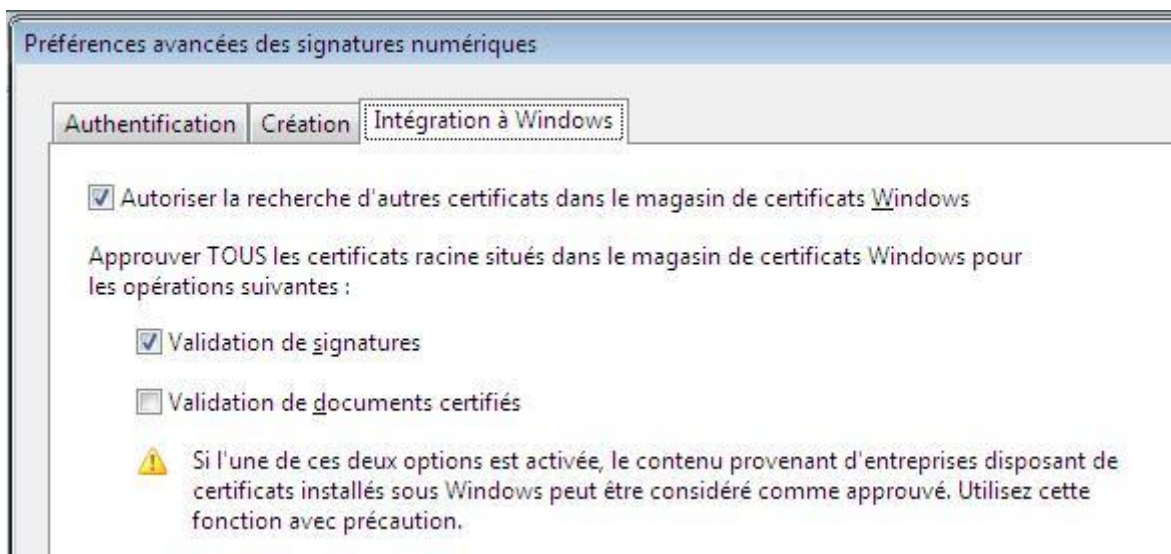 Préférences avancées des signatures numériques
Authentification Création Intégration à Windows
Autoriser la recherche d'autres certificats dans le magasin de certificats Windows
Approuver TOUS les certificats racine situés dans le magasin de certificats Windows pour
les opérations suivantes :
Validation de signatures
Validation de documents certifiés
Si l'une de ces deux options est activée, le contenu provenant d'entreprises disposant de
certificats installés sous Windows peut être considéré comme approuvé. Utilisez cette
fonction avec précaution.